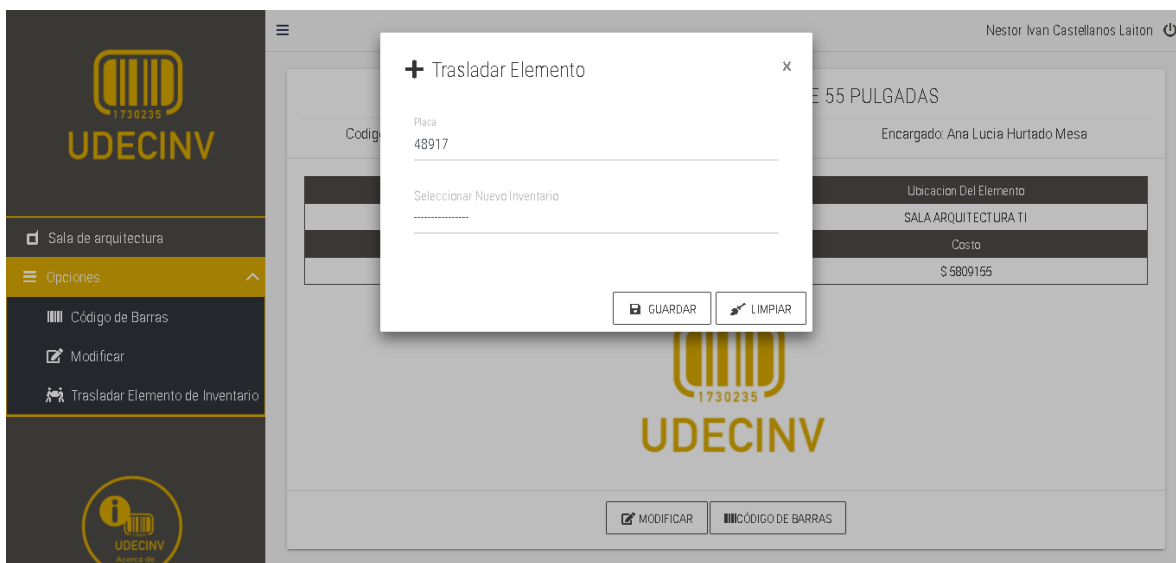 1730235
UDECINV
Sala de arquitectura
Opciones
Código de Barras
Modificar
Trasladar Elemento de Inventario
UDECINV
Acerca de
Nestor Ivan Castellanos Laiton
E 55 PULGADAS
Codig
Encargado: Ana Lucia Hurtado Mesa
Trasladar Elemento
x
Placa
48917
Seleccionar Nuevo Inventario
---------------
GUARDAR
LIMPIAR
Ubicacion Del Elemento
SALA ARQUITECTURA TI
Costo
$ 5809155
1730235
UDECINV
MODIFICAR
CÓDIGO DE BARRAS